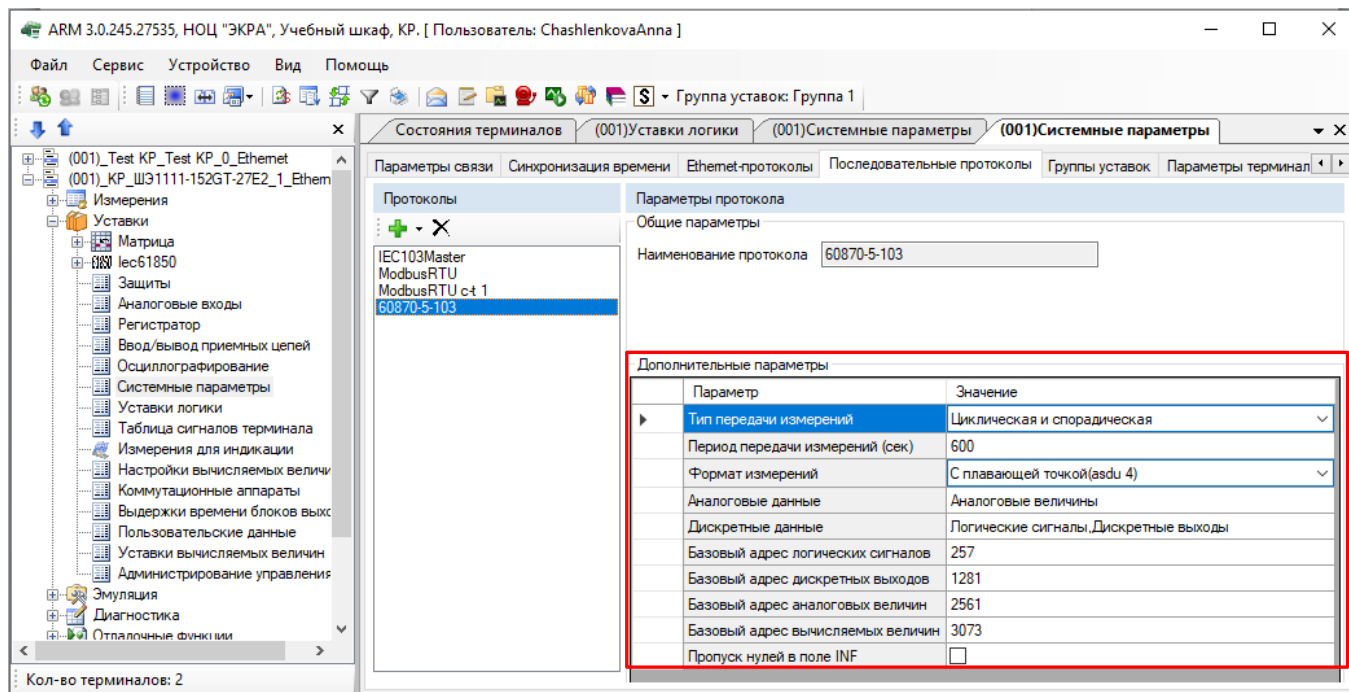 ARM 3.0.245.27535, НОЦ "ЭКРА", Учебный шкаф, КР. [ Пользователь: ChashlenkovaAnna ]
Файл Сервис Устройство Вид Помощь
S Группа уставок: Группа 1
Состояния терминалов (001)Уставки логики (001)Системные параметры (001)Системные параметры
(001)_Test KP_Test KP_0_Ethernet
(001)_KP_ШЭ1111-152GT-27E2_1_Ethern
Измерения
Уставки
Матрица
Iec61850
Защиты
Аналоговые входы
Регистратор
Ввод/вывод приемных цепей
Осциллографирование
Системные параметры
Уставки логики
Таблица сигналов терминала
Измерения для индикации
Настройки вычисляемых величи
Коммутационные аппараты
Выдержки времени блоков выхс
Пользовательские данные
Уставки вычисляемых величин
Администрирование управления
Эмуляция
Диагностика
Отладочные функции
Кол-во терминалов: 2
Параметры связи Синхронизация времени Ethernet-протоколы Последовательные протоколы Группы уставок Параметры терминал
Протоколы
IEC103Master
ModbusRTU
ModbusRTU c-t 1
60870-5-103
Параметры протокола
Общие параметры
Наименование протокола 60870-5-103
Дополнительные параметры
Параметр Значение
Тип передачи измерений Циклическая и спорадическая
Период передачи измерений (сек) 600
Формат измерений С плавающей точкой(asdu 4)
Аналоговые данные Аналоговые величины
Дискретные данные Логические сигналы,Дискретные выходы
Базовый адрес логических сигналов 257
Базовый адрес дискретных выходов 1281
Базовый адрес аналоговых величин 2561
Базовый адрес вычисляемых величин 3073
Пропуск нулей в поле INF